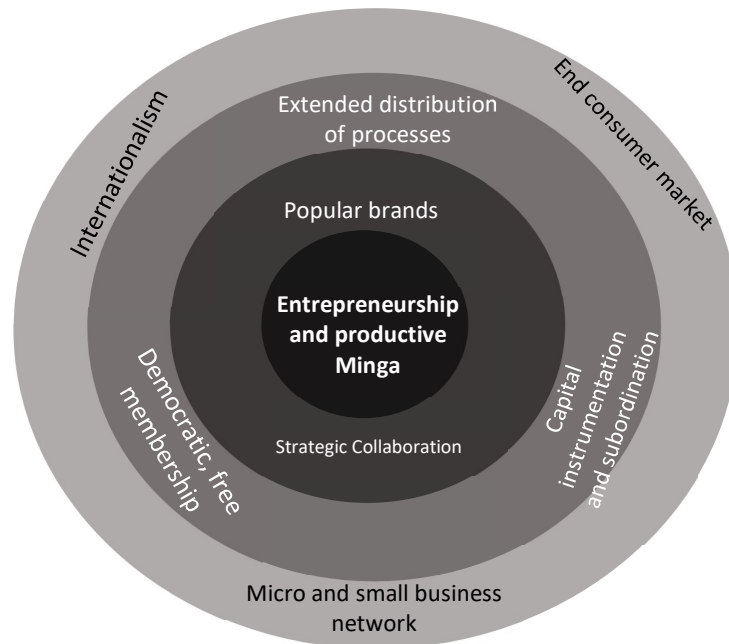 Internationalism
End consumer market
Extended distribution
of processes
Popular brands
Entrepreneurship
and productive
Minga
Democratic, free
membership
Capital
instrumentation
and subordination
Strategic Collaboration
Micro and small business
network